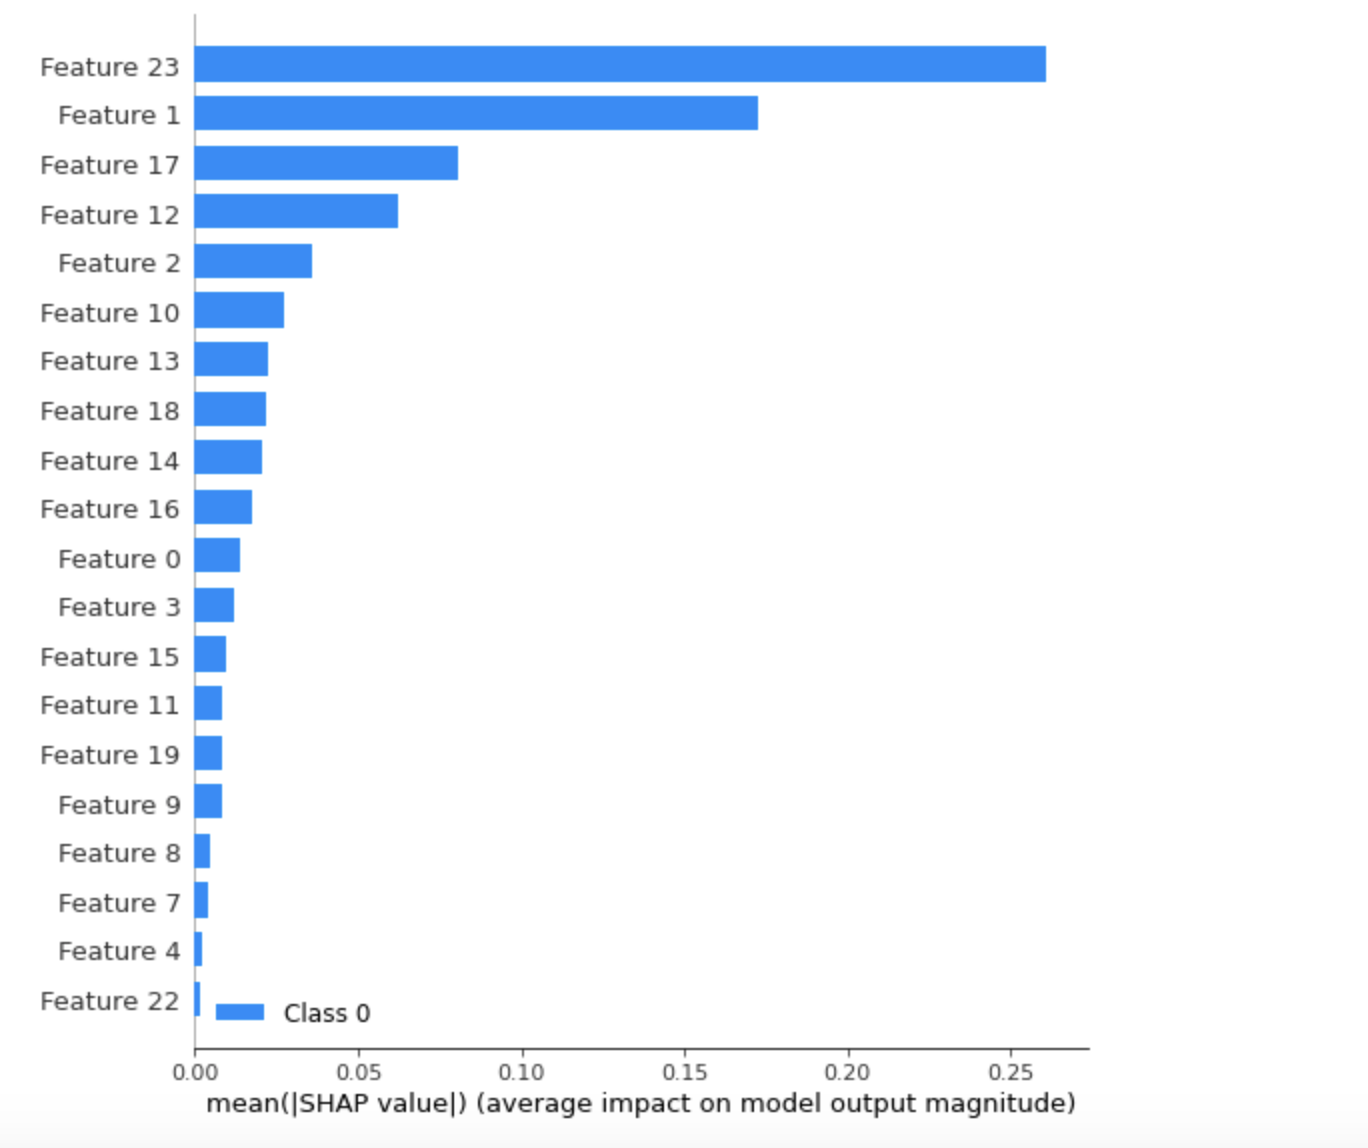 Feature 23
Feature 1
Feature 17
Feature 12
Feature 2
Feature 10
Feature 13
Feature 18
Feature 14
Feature 16
Feature 0
Feature 3
Feature 15
Feature 11
Feature 19
Feature 9
Feature 8
Feature 7
Feature 4
Feature 22
Class 0
0.00 0.05 0.10 0.15 0.20 0.25
mean(|SHAP value|) (average impact on model output magnitude)